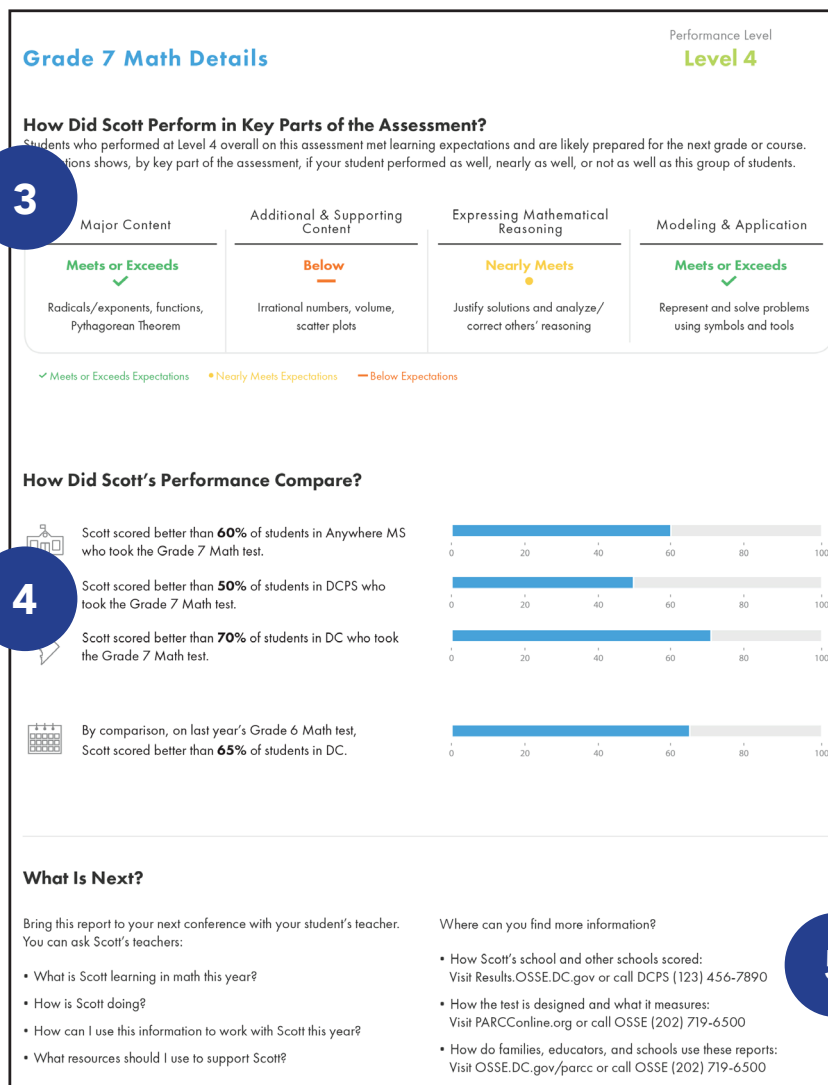 Performance Level
Grade 7 Math Details
Level 4
How Did Scott Perform in Key Parts of the Assessment?
Students who performed at Level 4 overall on this assessment met learning expectations and are likely prepared for the next grade or course.
shows, by key part of the assessment, if your student performed as well, nearly as well, or not as well as this group of students.
3
Major Content
Meets or Exceeds
Radicals/exponents, functions,
Pythagorean Theorem
Additional & Supporting
Content
Below
Irrational numbers, volume,
scatter plots
Expressing Mathematical
Reasoning
Nearly Meets
Justify solutions and analyze/
correct others' reasoning
Modeling & Application
Meets or Exceeds
Represent and solve problems
using symbols and tools
Meets or Exceeds Expectations
Nearly Meets Expectations
Below Expectations
How Did Scott's Performance Compare?
Scott scored better than 60% of students in Anywhere MS
who took the Grade 7 Math test.
0 20 40 60 80 100
4
Scott scored better than 50% of students in DCPS who
took the Grade 7 Math test.
0 20 40 60 80 100
Scott scored better than 70% of students in DC who took
the Grade 7 Math test.
0 20 40 60 80 100
By comparison, on last year's Grade 6 Math test,
Scott scored better than 65% of students in DC.
0 20 40 60 80 100
What Is Next?
Bring this report to your next conference with your student's teacher.
You can ask Scott's teachers:
• What is Scott learning in math this year?
• How is Scott doing?
• How can I use this information to work with Scott this year?
• What resources should I use to support Scott?
Where can you find more information?
• How Scott's school and other schools scored:
Visit Results.OSSE.DC.gov or call DCPS (123) 456-7890
• How the test is designed and what it measures:
Visit PARCConline.org or call OSSE (202) 719-6500
• How do families, educators, and schools use these reports:
Visit OSSE.DC.gov/parcc or call OSSE (202) 719-6500